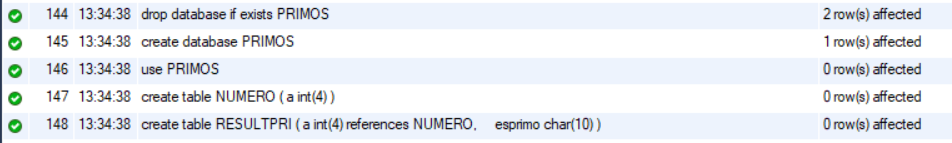 144 13:34:38 drop database if exists PRIMOS 2 row(s) affected
145 13:34:38 create database PRIMOS 1 row(s) affected
146 13:34:38 use PRIMOS 0 row(s) affected
147 13:34:38 create table NUMERO ( a int(4) ) 0 row(s) affected
148 13:34:38 create table RESULTPRI ( a int(4) references NUMERO, esprimo char(10) ) 0 row(s) affected